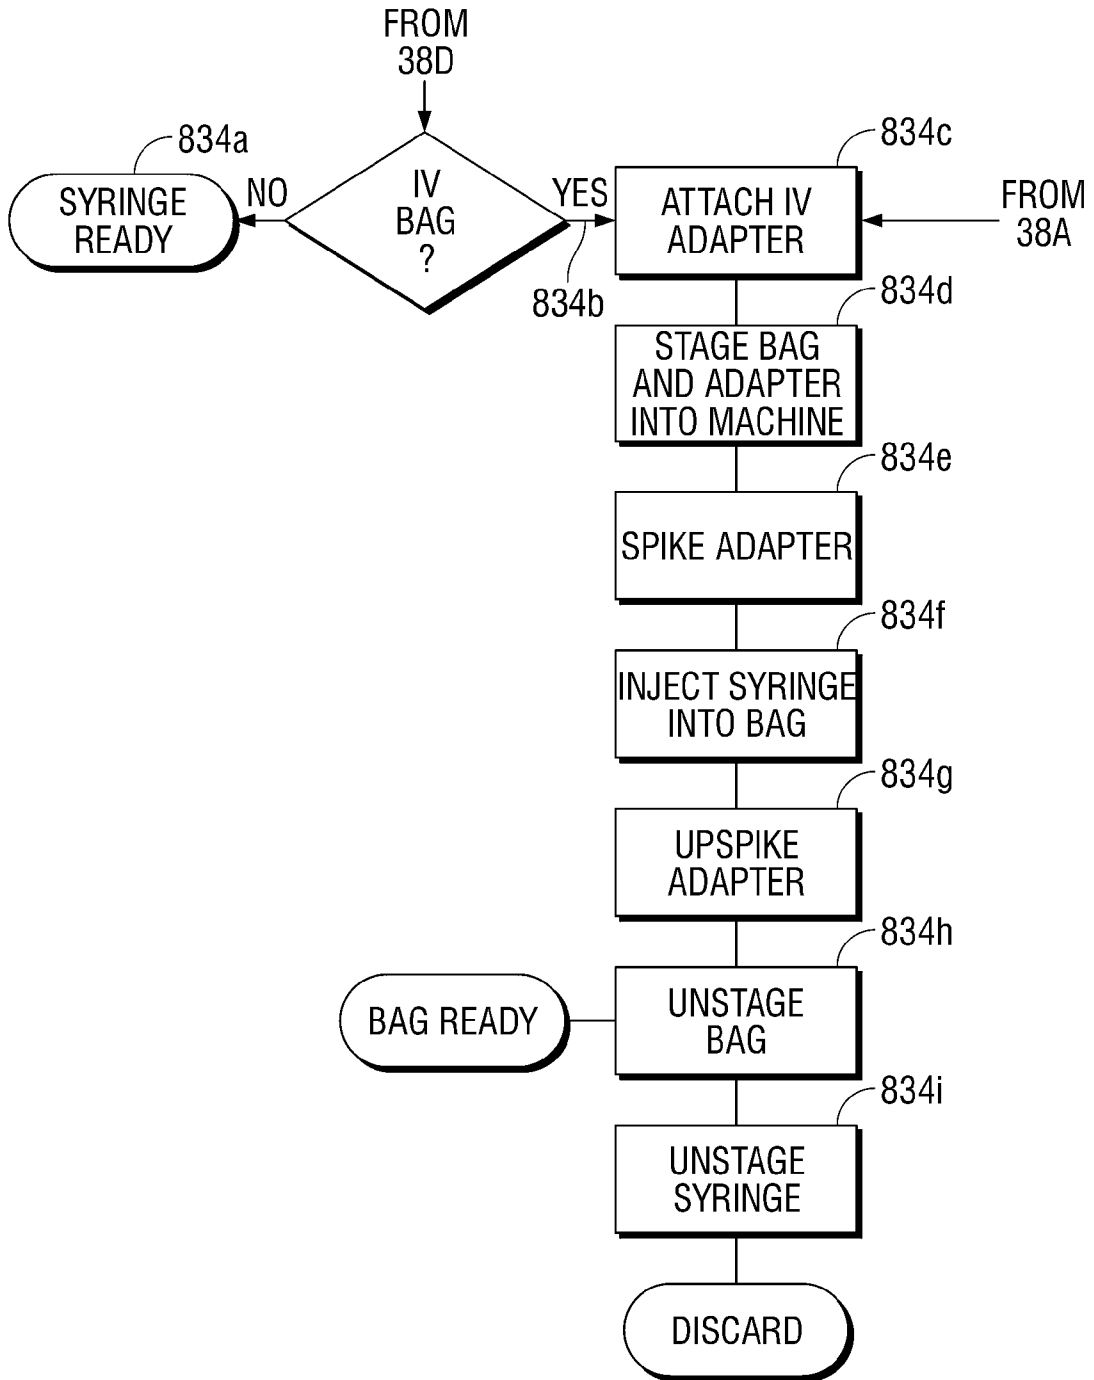 FROM
38D
834a
SYRINGE
READY
NO
IV
BAG
?
YES
834b
834c
ATTACH IV
ADAPTER
FROM
38A
834d
STAGE BAG
AND ADAPTER
INTO MACHINE
834e
SPIKE ADAPTER
834f
INJECT SYRINGE
INTO BAG
834g
UPSPIKE
ADAPTER
834h
BAG READY
UNSTAGE
BAG
834i
UNSTAGE
SYRINGE
DISCARD